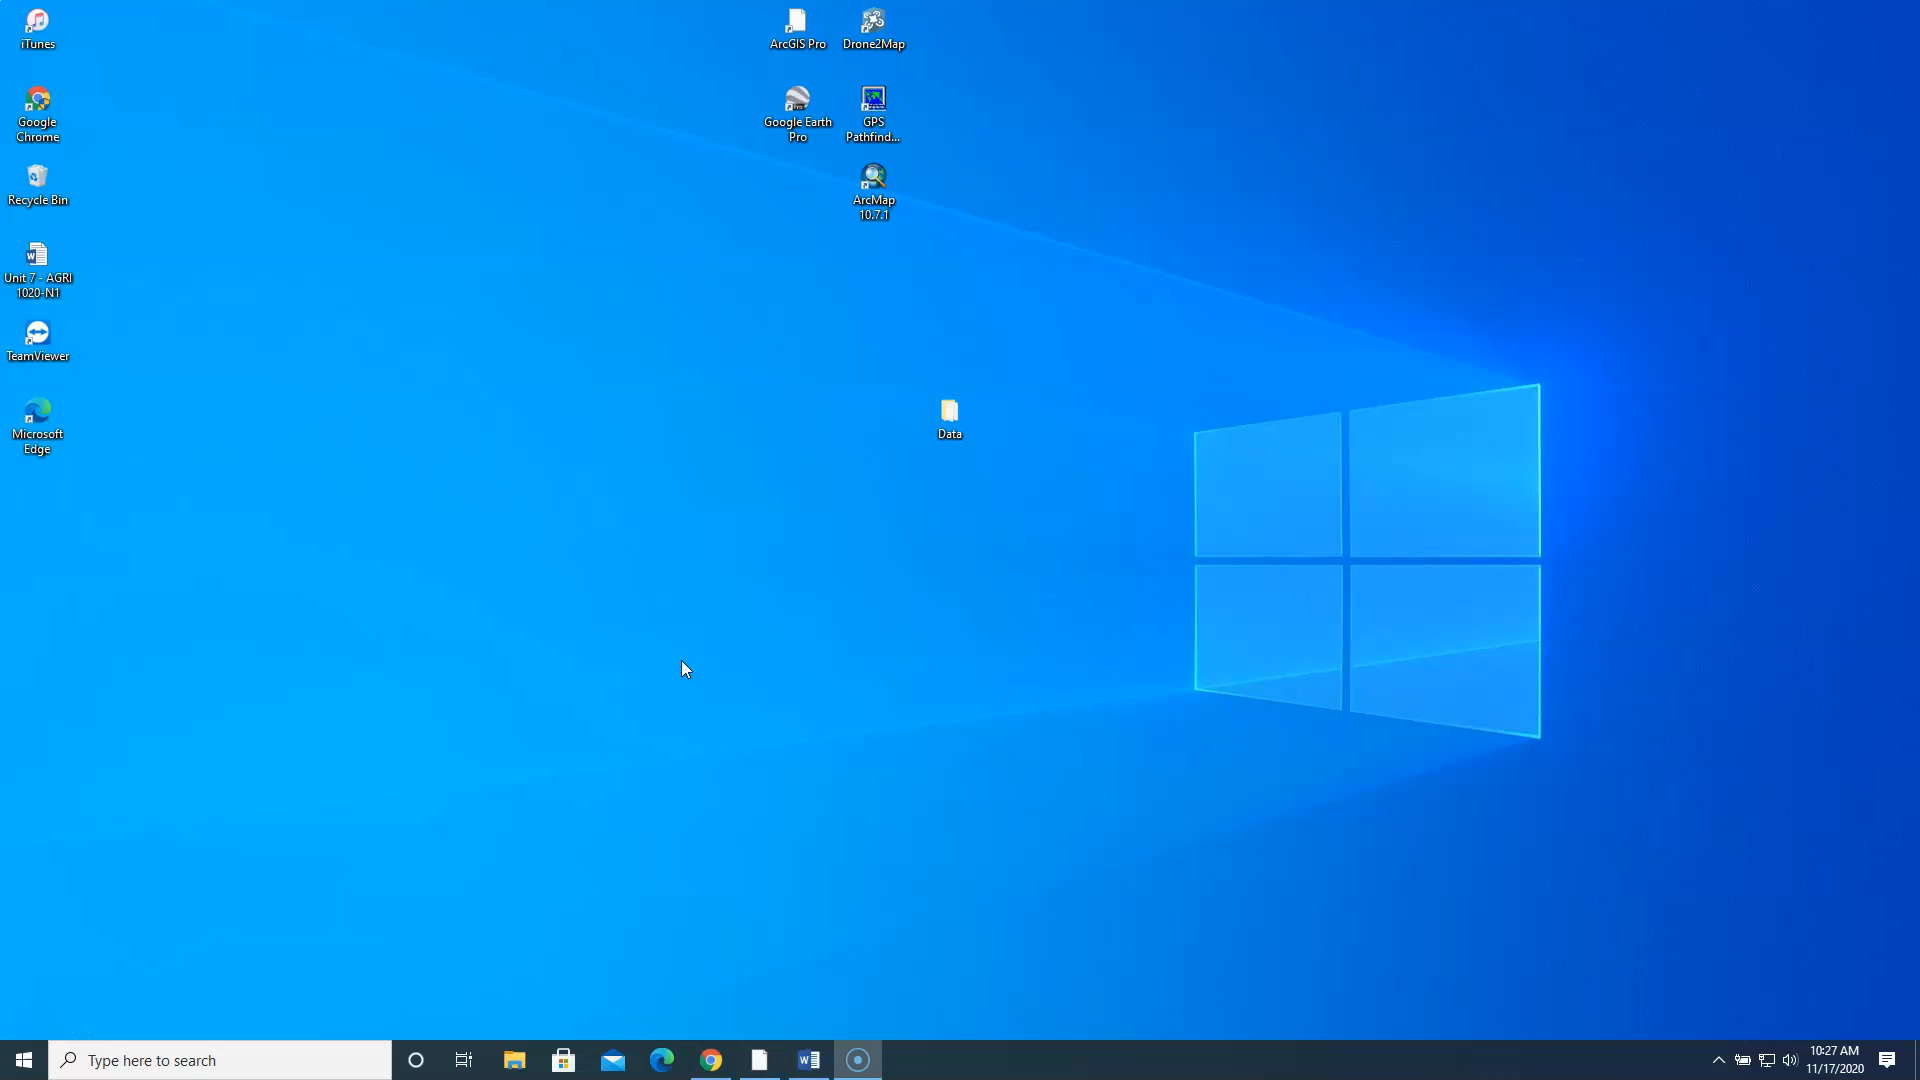 iTunes
Google
Chrome
Recycle Bin
Unit 7 - AGRI
1020-N1
TeamViewer
Microsoft
Edge
ArcGIS Pro
Google Earth
Pro
Drone2Map
GPS
Pathfind...
ArcMap
10.7.1
Data
Type here to search
10:27 AM
11/17/2020